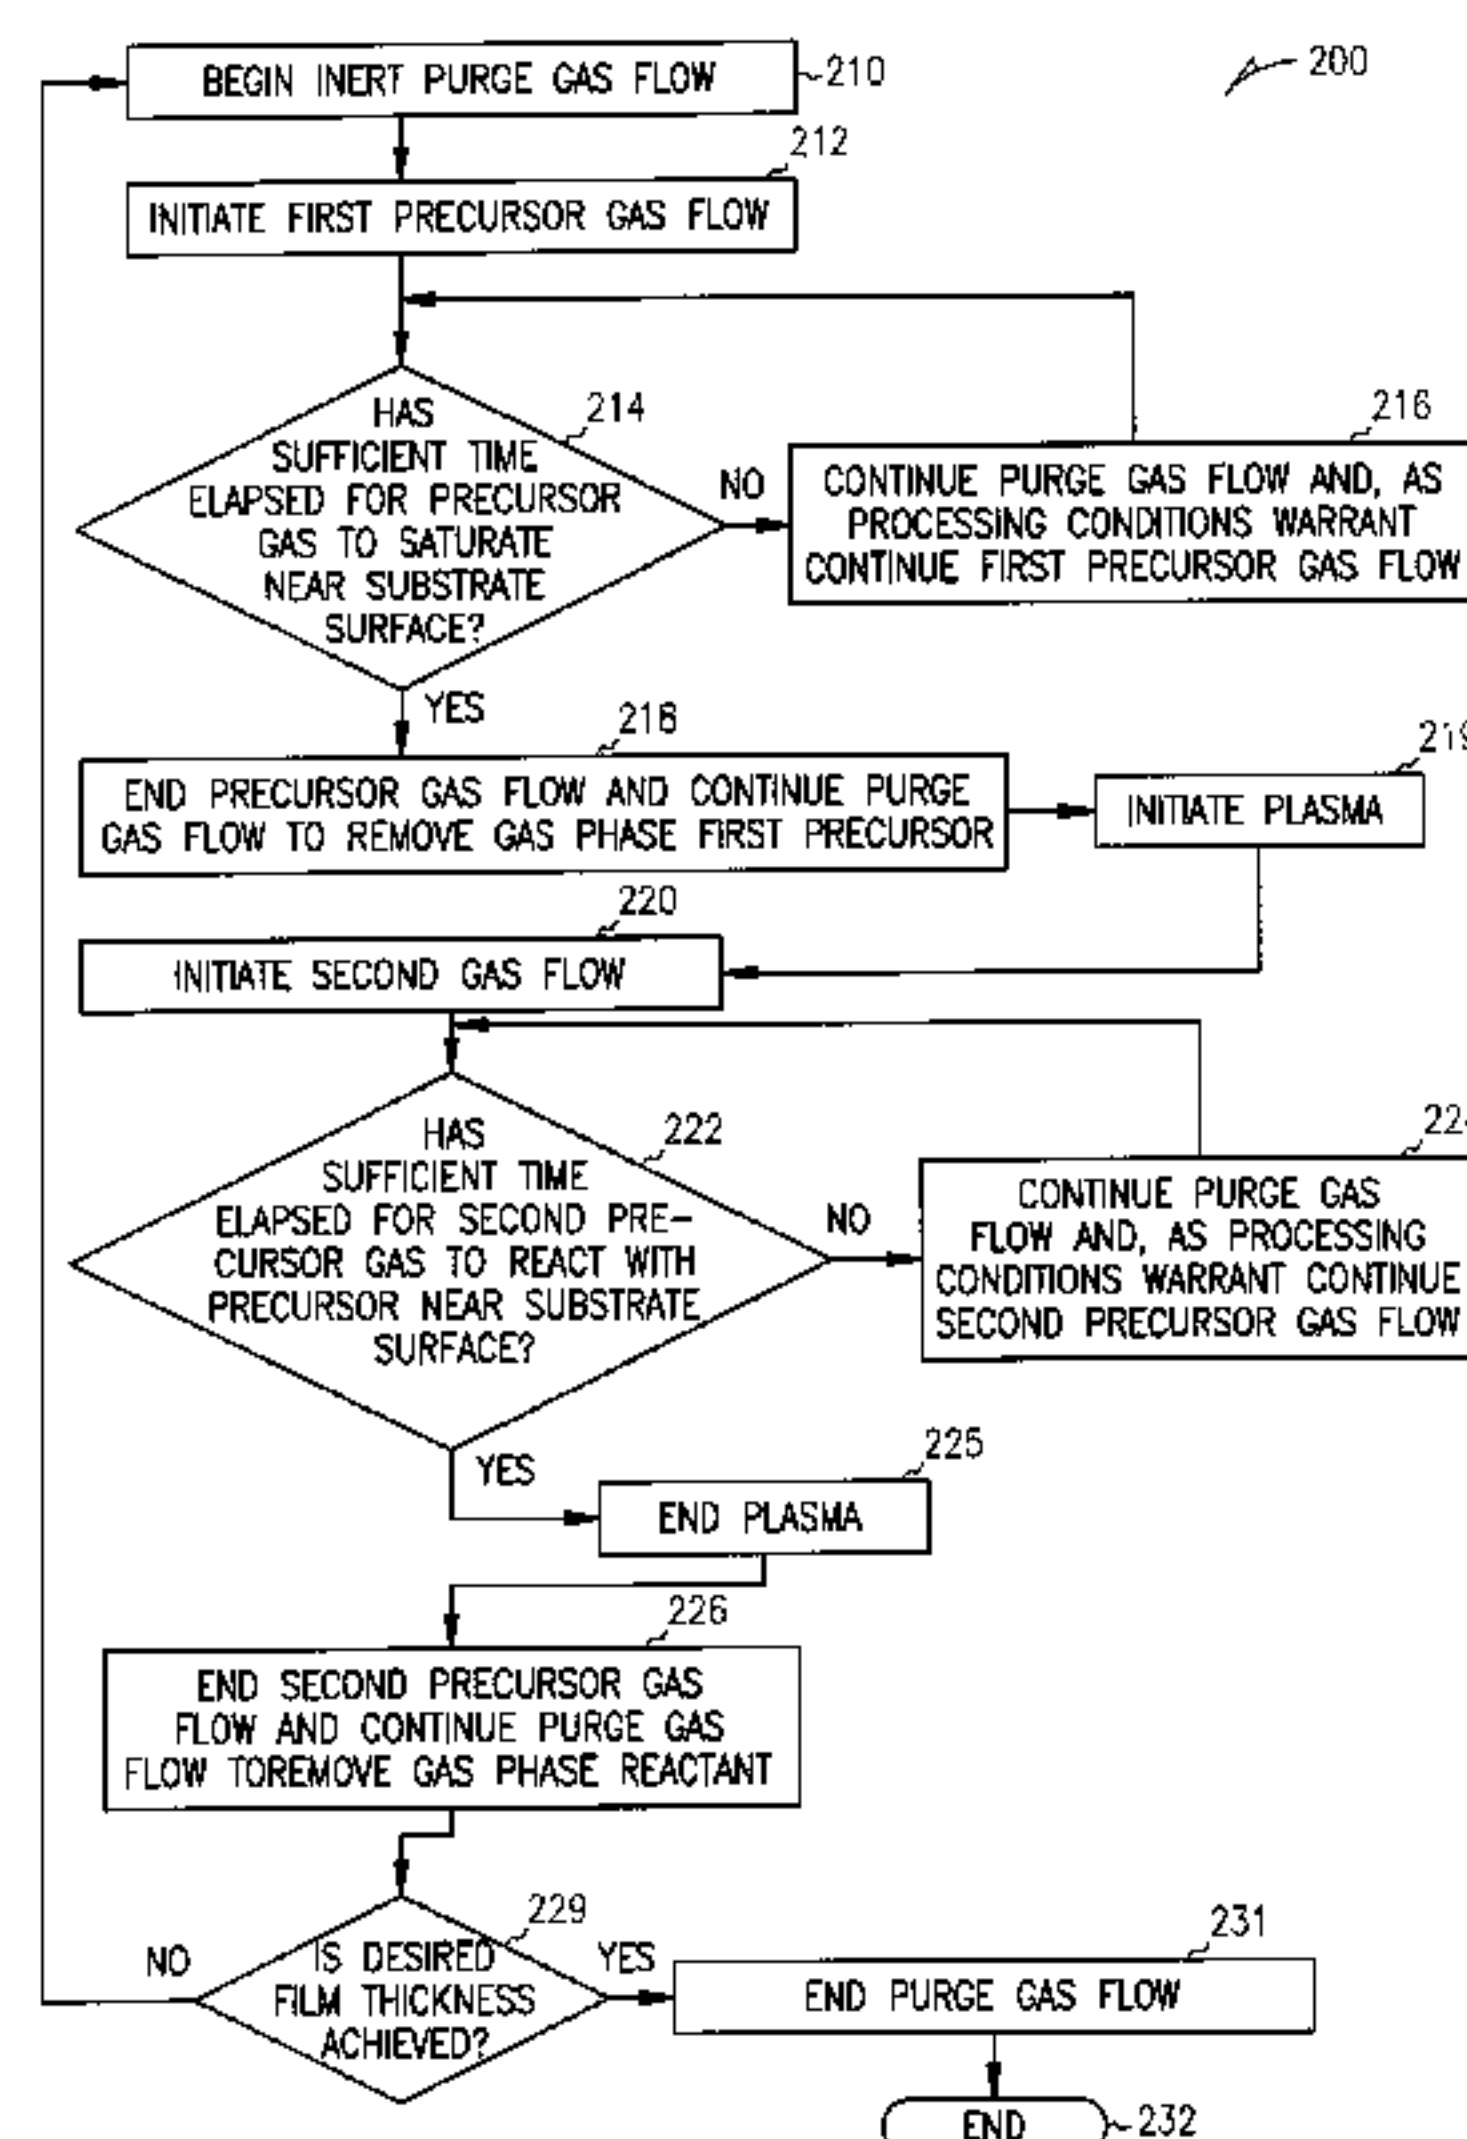 200
BEGIN INERT PURGE GAS FLOW
210
212
INITIATE FIRST PRECURSOR GAS FLOW
214
HAS
SUFFICIENT TIME
ELAPSED FOR PRECURSOR
GAS TO SATURATE
NEAR SUBSTRATE
SURFACE?
NO
216
CONTINUE PURGE GAS FLOW AND, AS
PROCESSING CONDITIONS WARRANT
CONTINUE FIRST PRECURSOR GAS FLOW
YES
218
END PRECURSOR GAS FLOW AND CONTINUE PURGE
GAS FLOW TO REMOVE GAS PHASE FIRST PRECURSOR
219
INITIATE PLASMA
220
INITIATE SECOND GAS FLOW
222
HAS
SUFFICIENT TIME
ELAPSED FOR SECOND PRE-
CURSOR GAS TO REACT WITH
PRECURSOR NEAR SUBSTRATE
SURFACE?
NO
224
CONTINUE PURGE GAS
FLOW AND, AS PROCESSING
CONDITIONS WARRANT CONTINUE
SECOND PRECURSOR GAS FLOW
YES
225
END PLASMA
226
END SECOND PRECURSOR GAS
FLOW AND CONTINUE PURGE GAS
FLOW TOREMOVE GAS PHASE REACTANT
229
IS DESIRED
FILM THICKNESS
ACHIEVED?
NO
YES
231
END PURGE GAS FLOW
END
232